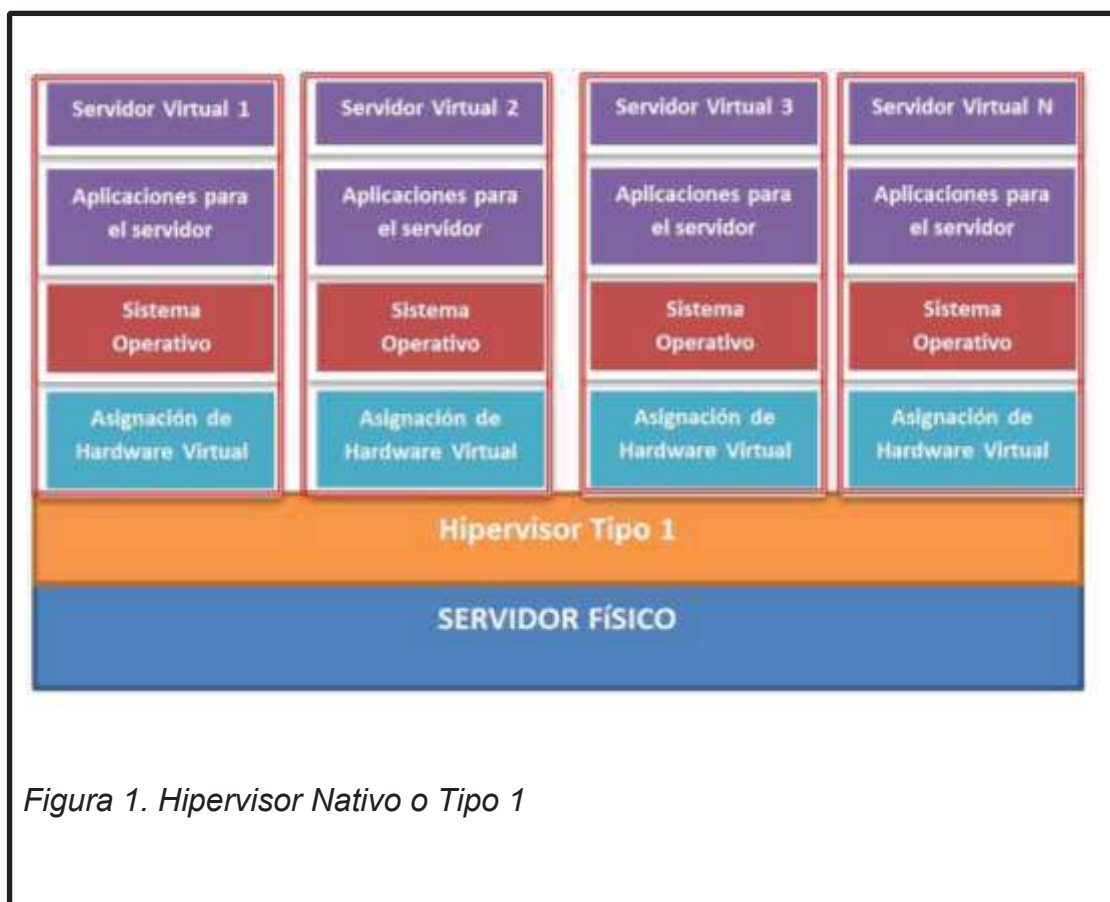 Servidor Virtual 1
Aplicaciones para
el servidor
Sistema
Operativo
Asignación de
Hardware Virtual
Servidor Virtual 2
Aplicaciones para
el servidor
Sistema
Operativo
Asignación de
Hardware Virtual
Servidor Virtual 3
Aplicaciones para
el servidor
Sistema
Operativo
Asignación de
Hardware Virtual
Servidor Virtual N
Aplicaciones para
el servidor
Sistema
Operativo
Asignación de
Hardware Virtual
Hipervisor Tipo 1
SERVIDOR FíSICO
Figura 1. Hipervisor Nativo o Tipo 1